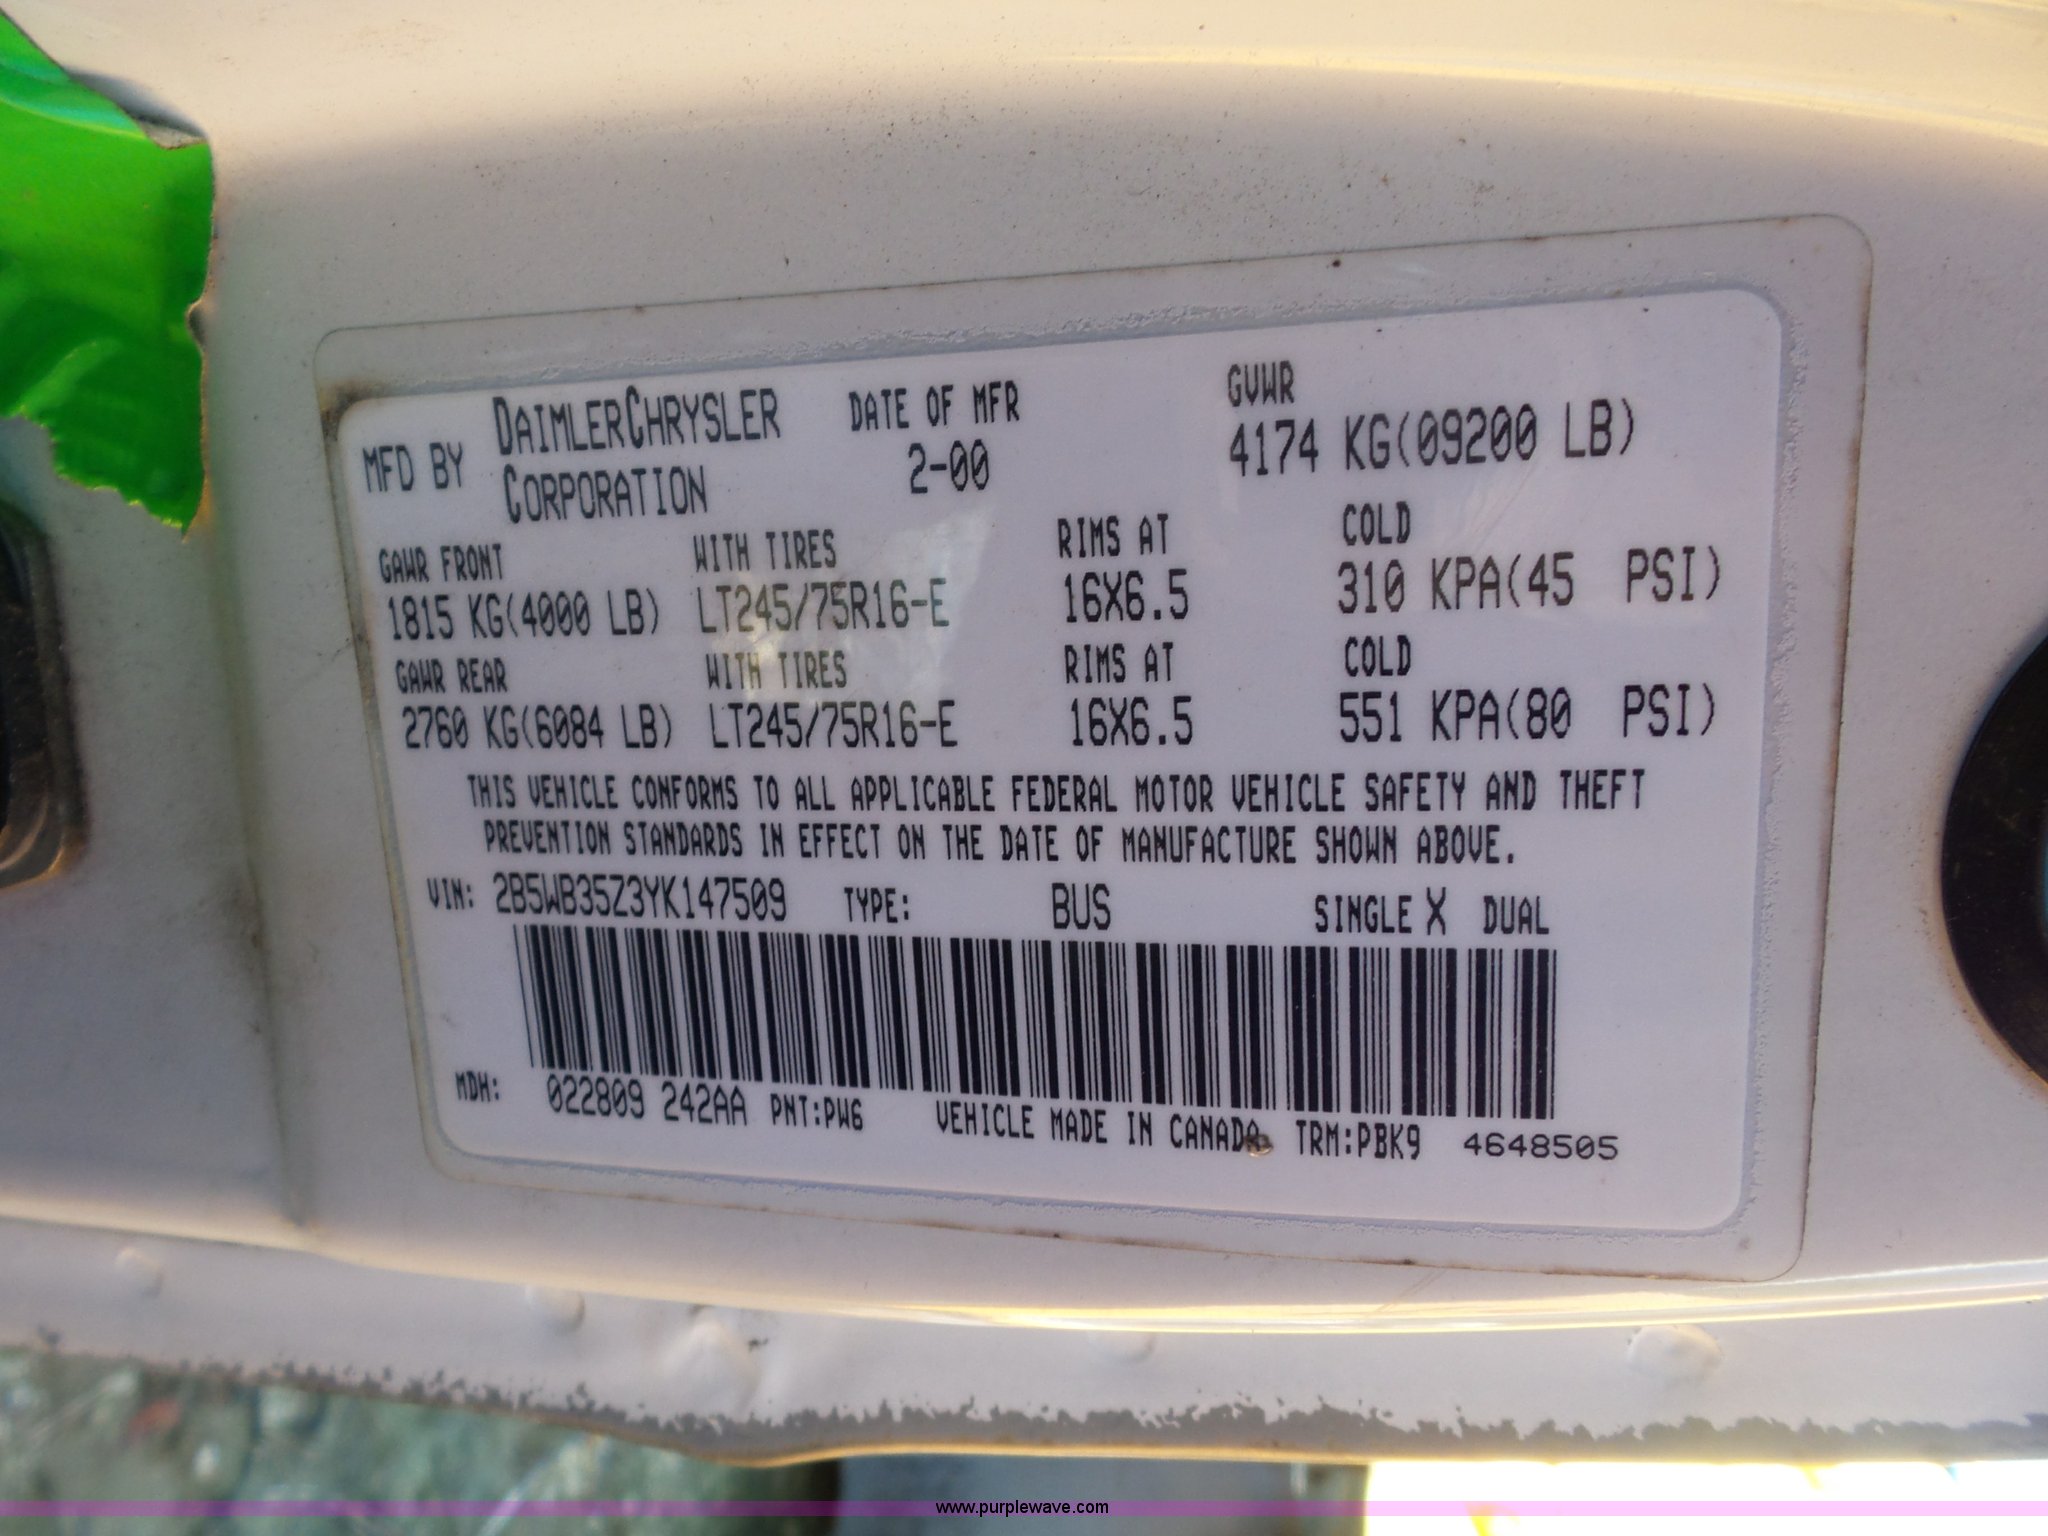 MFD BY DAIMLERCHRYSLER CORPORATION DATE OF MFR 2-00 GVWR 4174 KG(09200 LB)
GAWR FRONT WITH TIRES RIMS AT COLD
1815 KG(4000 LB) LT245/75R16-E 16X6.5 310 KPA(45 PSI)
GAWR REAR WITH TIRES RIMS AT COLD
2760 KG(6084 LB) LT245/75R16-E 16X6.5 551 KPA(80 PSI)
THIS VEHICLE CONFORMS TO ALL APPLICABLE FEDERAL MOTOR VEHICLE SAFETY AND THEFT
PREVENTION STANDARDS IN EFFECT ON THE DATE OF MANUFACTURE SHOWN ABOVE.
VIN: 2B5WB35Z3YK147509 TYPE: BUS SINGLE X DUAL
MDH: 022809 242AA PNT:PW6 VEHICLE MADE IN CANADA TRM:PBK9 4648505
www.purplewave.com